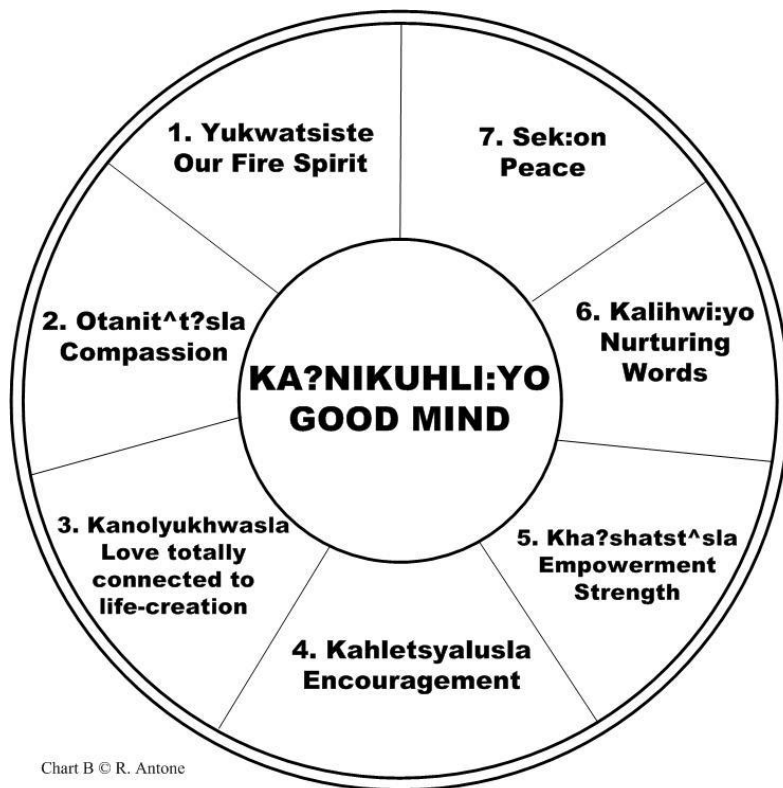 KA?NIKUHLI:YO
GOOD MIND
1. Yukwatsiste
Our Fire Spirit
2. Otanit^t?sla
Compassion
3. Kanolyukhwasla
Love totally
connected to
life-creation
4. Kahletsyalusla
Encouragement
5. Kha?shatst^sla
Empowerment
Strength
6. Kalihwi:yo
Nurturing
Words
7. Sek:on
Peace
Chart B © R. Antone